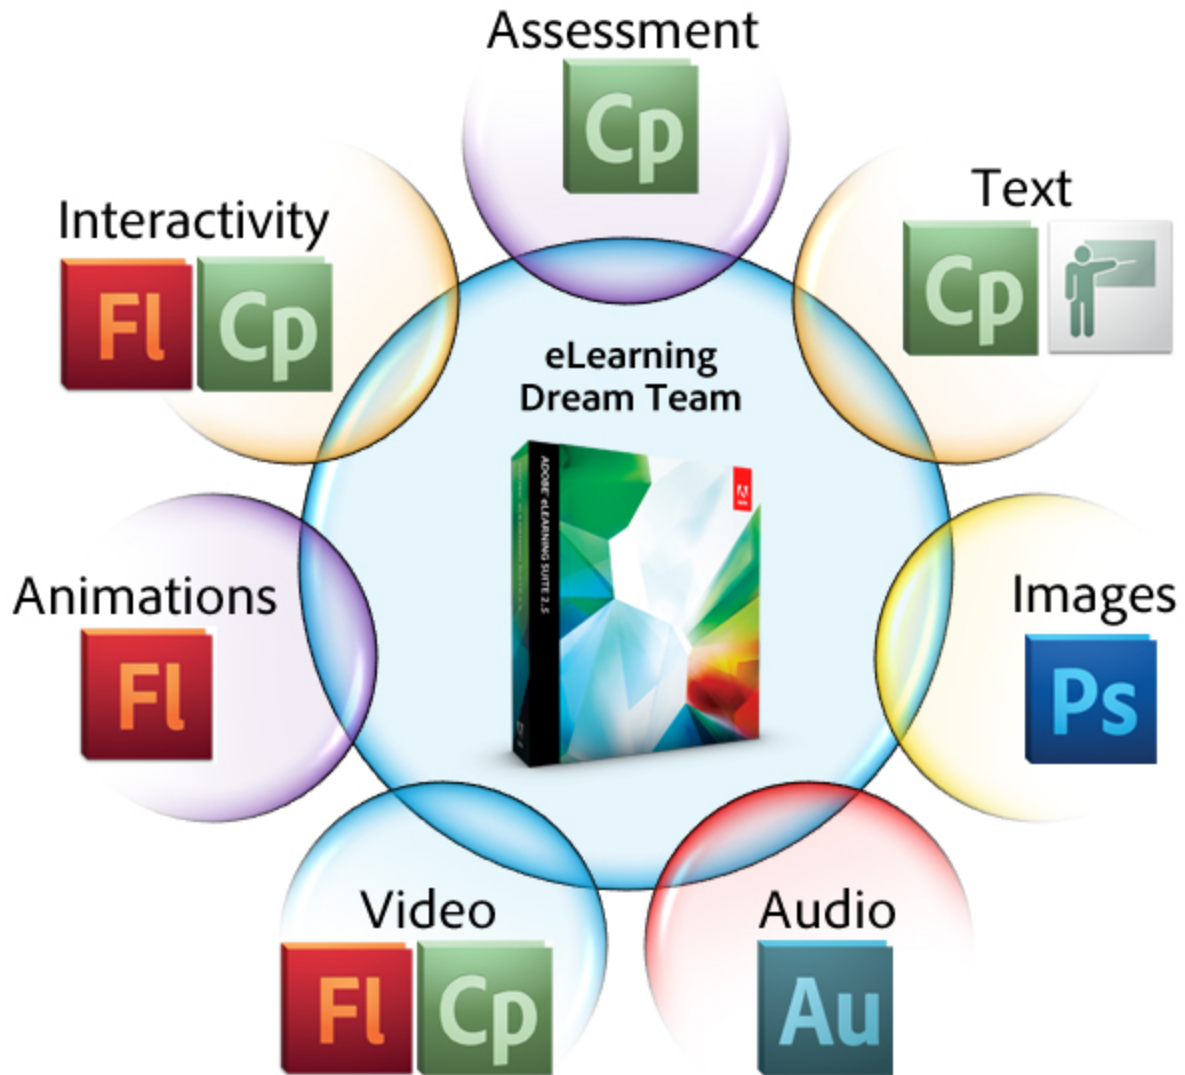 Assessment
Cp
Text
Cp
Interactivity
Fl Cp
eLearning
Dream Team
ADOBE eLEARNING SUITE 2.5
Animations
Fl
Images
Ps
Video
Fl Cp
Audio
Au